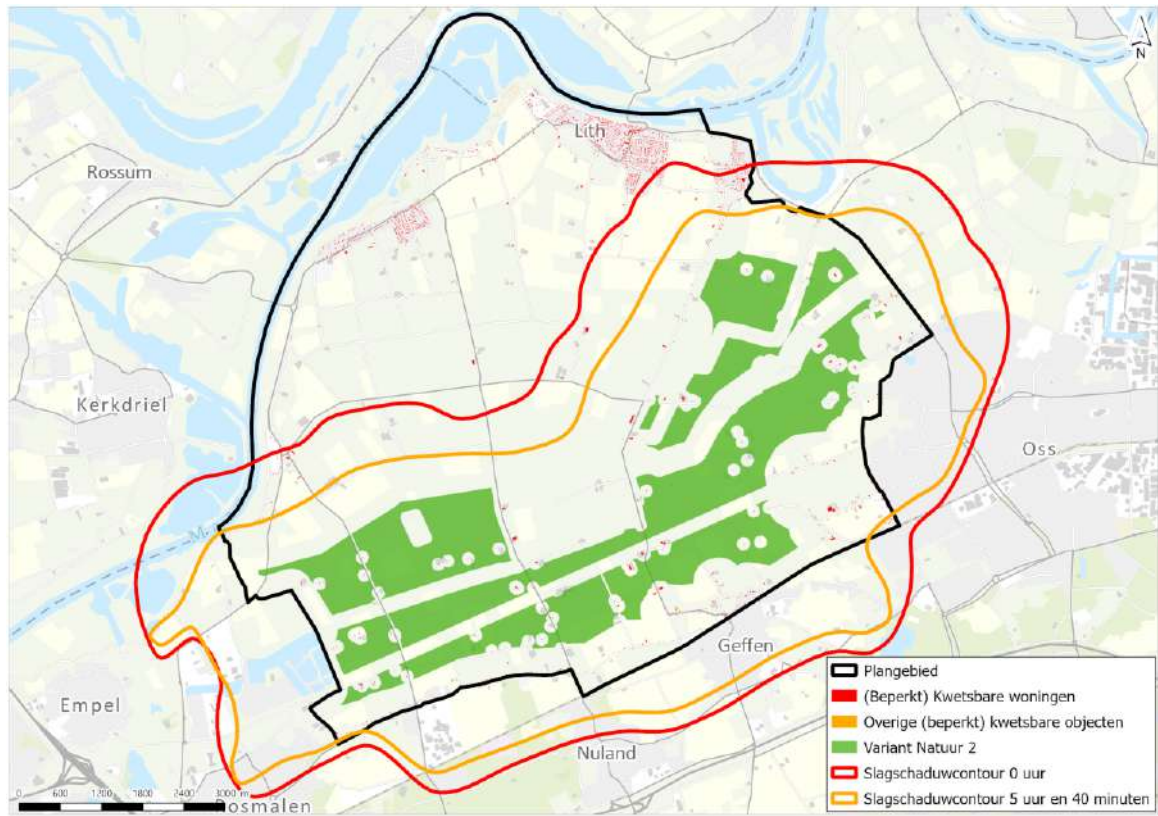 N
Lith
Rossum
Kerkdriel
M
Oss
Geffen
Empel
Nuland
Rosmalen
0 600 1200 1800 2400 3000 m
Plangebied
(Beperkt) Kwetsbare woningen
Overige (beperkt) kwetsbare objecten
Variant Natuur 2
Slagschaduwcontour 0 uur
Slagschaduwcontour 5 uur en 40 minuten